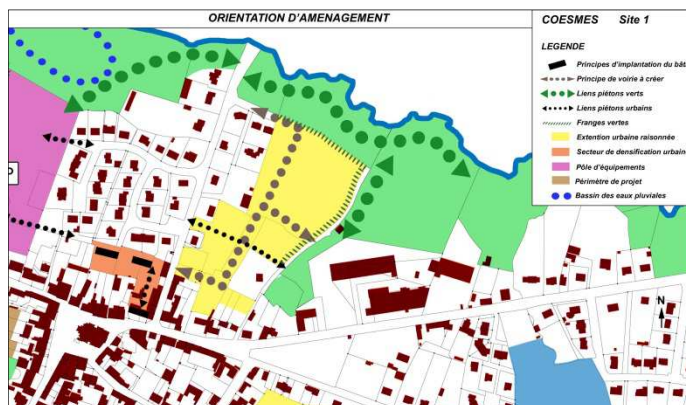 ORIENTATION D'AMENAGEMENT
COESMES Site 1
LEGENDE
Principes d'implantation du bât
Principe de voirie à créer
Liens piétons verts
Liens piétons urbains
Franges vertes
Extention urbaine raisonnée
Secteur de densification urbaine
Pôle d'équipements
Périmètre de projet
Bassin des eaux pluviales
N